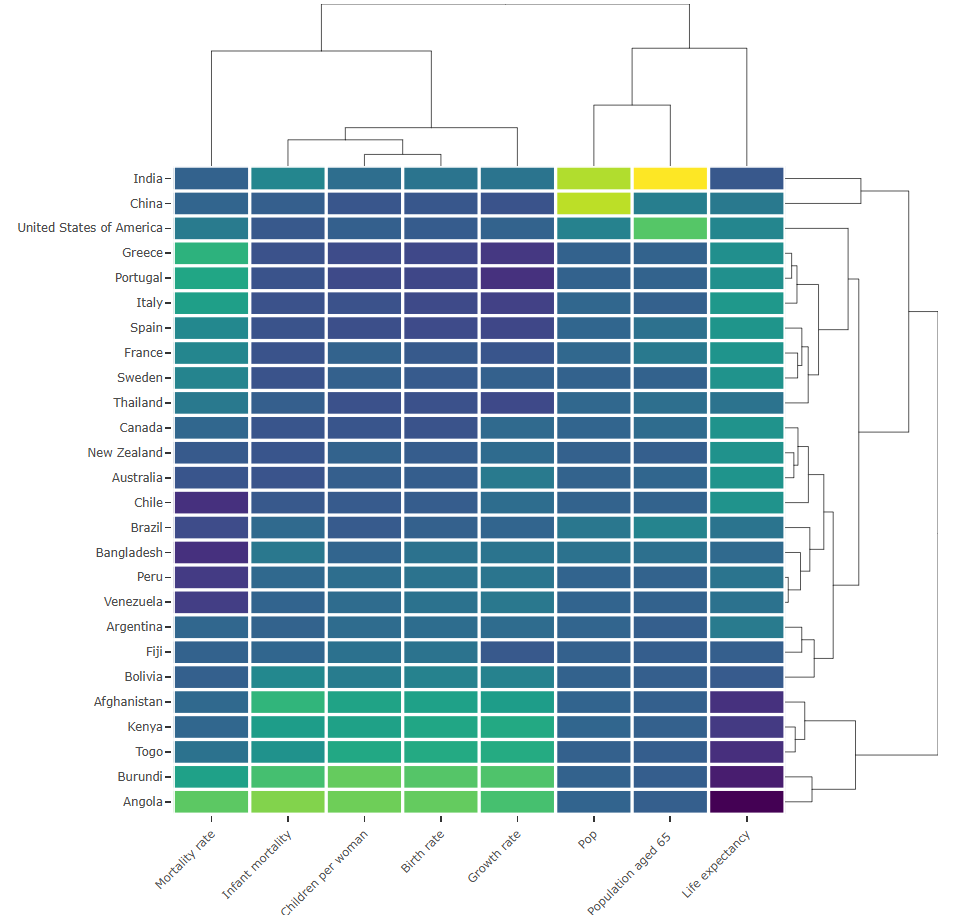 India
China
United States of America
Greece
Portugal
Italy
Spain
France
Sweden
Thailand
Canada
New Zealand
Australia
Chile
Brazil
Bangladesh
Peru
Venezuela
Argentina
Fiji
Bolivia
Afghanistan
Kenya
Togo
Burundi
Angola
Mortality rate
Infant mortality
Children per woman
Birth rate
Growth rate
Pop
Population aged 65
Life expectancy